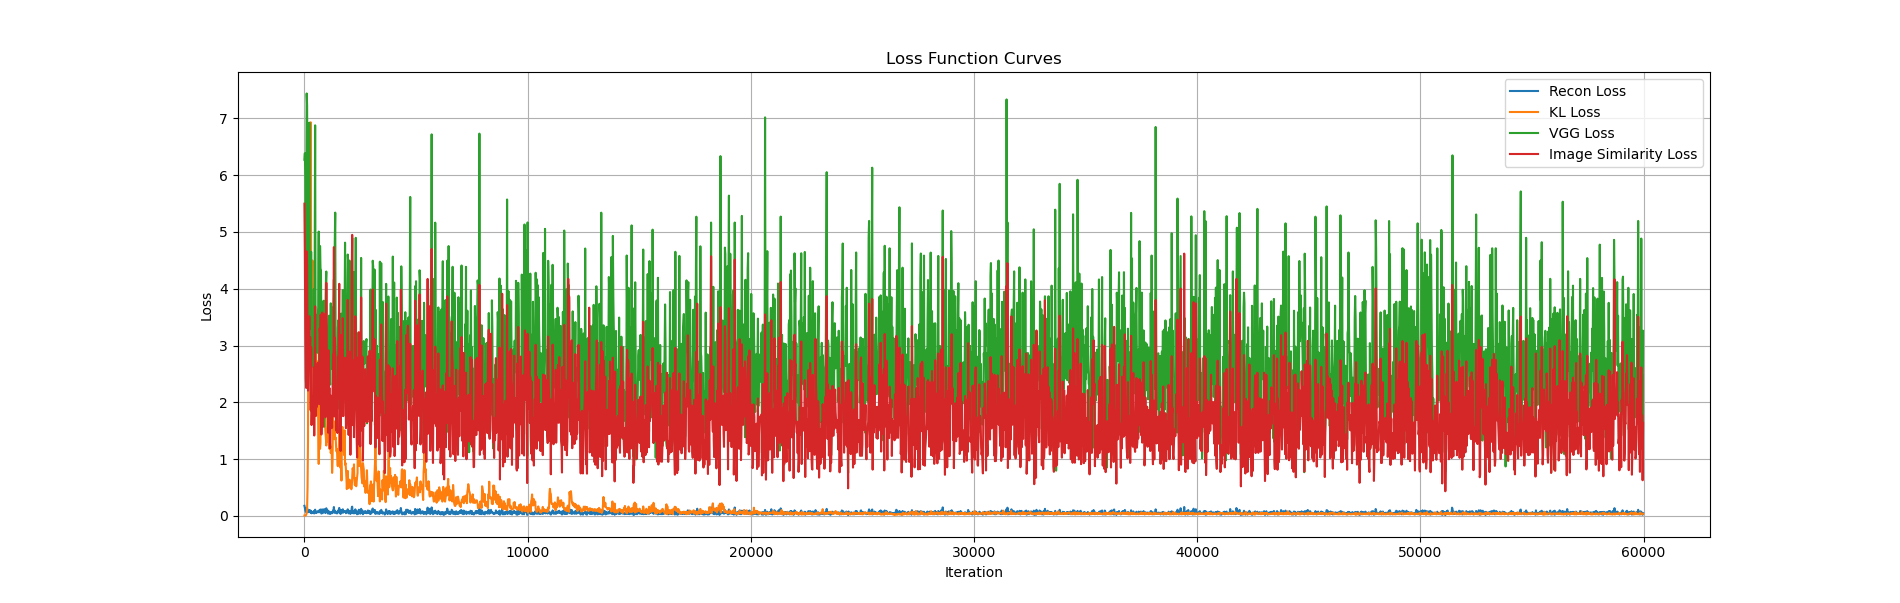 Loss Function Curves
Recon Loss
KL Loss
VGG Loss
Image Similarity Loss
7
6
5
4
3
2
1
0
Loss
0 10000 20000 30000 40000 50000 60000
Iteration